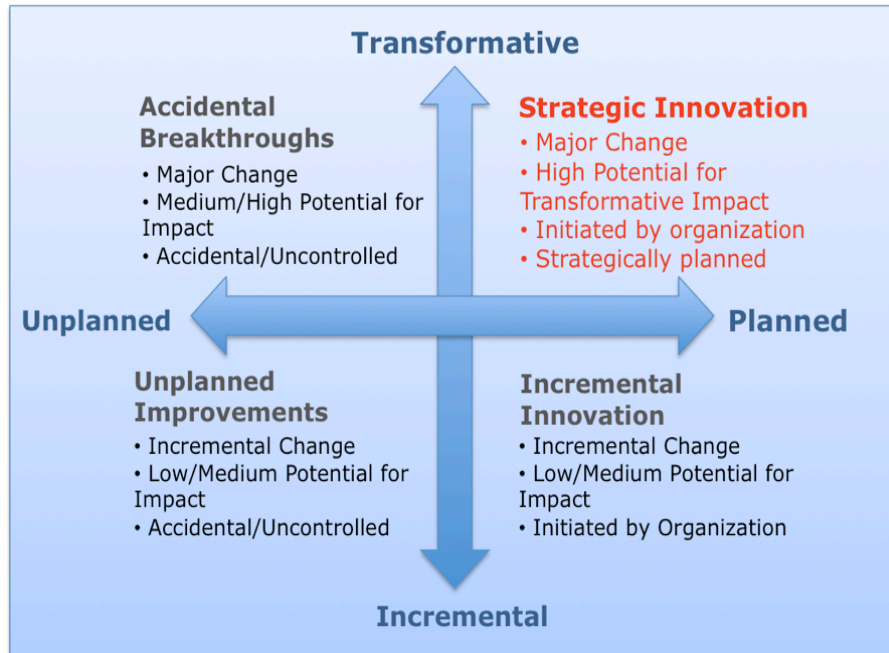 Transformative
Accidental
Breakthroughs
• Major Change
• Medium/High Potential for
Impact
• Accidental/Uncontrolled
Strategic Innovation
• Major Change
• High Potential for
Transformative Impact
• Initiated by organization
• Strategically planned
Unplanned
Planned
Unplanned
Improvements
• Incremental Change
• Low/Medium Potential for
Impact
• Accidental/Uncontrolled
Incremental
Innovation
• Incremental Change
• Low/Medium Potential for
Impact
• Initiated by Organization
Incremental